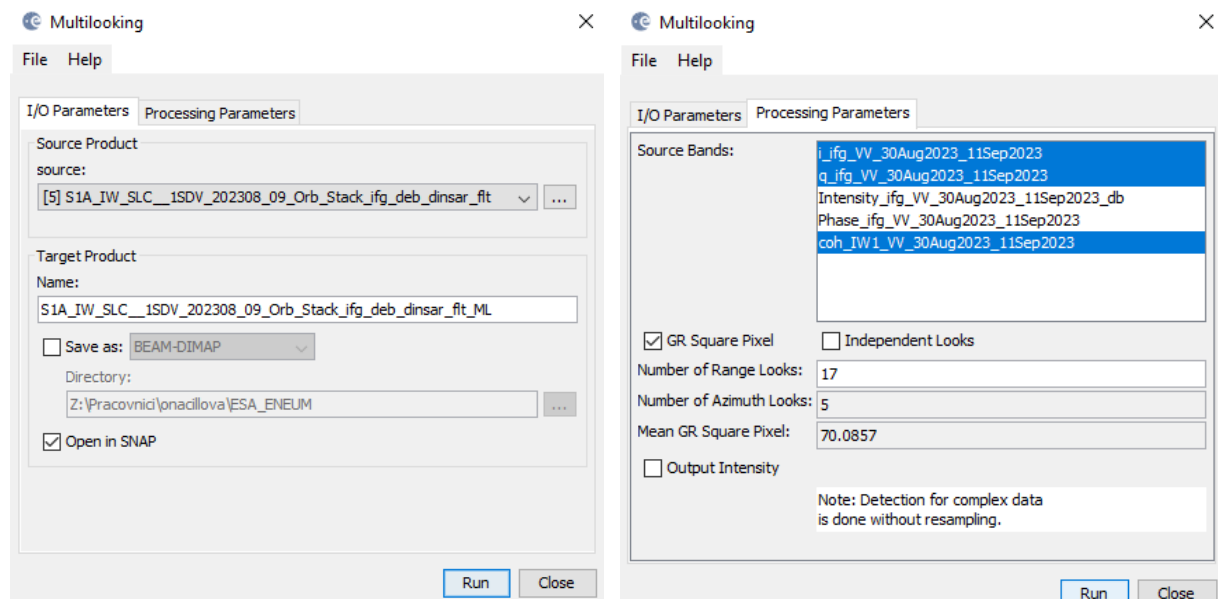 Multilooking
File Help
I/O Parameters Processing Parameters
Source Product
source:
[5] S1A_IW_SLC__1SDV_202308_09_Orb_Stack_ifg_deb_dinsar_flt
...
Target Product
Name:
S1A_IW_SLC__1SDV_202308_09_Orb_Stack_ifg_deb_dinsar_flt_ML
Save as: BEAM-DIMAP
Directory:
Z:\Pracovnici\onacillova\ESA_ENEUM
...
Open in SNAP
Run Close
Multilooking
File Help
I/O Parameters Processing Parameters
Source Bands:
i_ifg_VV_30Aug2023_11Sep2023
q_ifg_VV_30Aug2023_11Sep2023
Intensity_ifg_VV_30Aug2023_11Sep2023_db
Phase_ifg_VV_30Aug2023_11Sep2023
coh_IW1_VV_30Aug2023_11Sep2023
GR Square Pixel Independent Looks
Number of Range Looks: 17
Number of Azimuth Looks: 5
Mean GR Square Pixel: 70.0857
Output Intensity
Note: Detection for complex data
is done without resampling.
Run Close